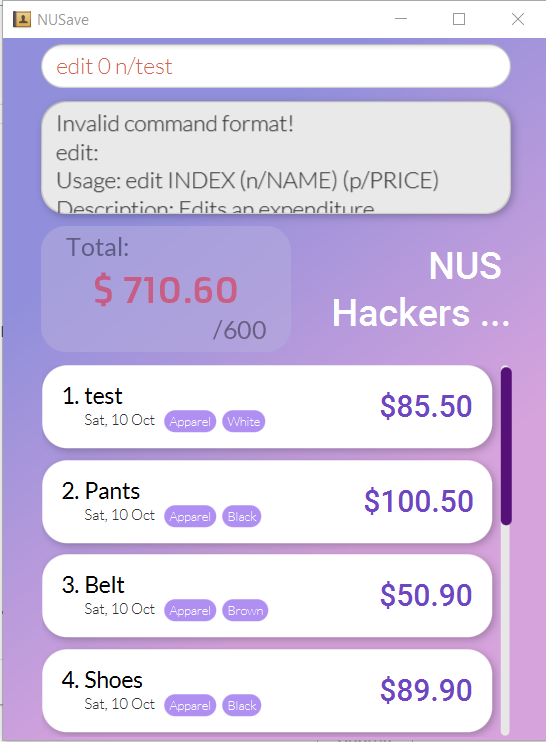 NUSave
edit 0 n/test
Invalid command format!
edit:
Usage: edit INDEX (n/NAME) (p/PRICE)
Description: Edits an expenditure
Total:
$ 710.60
/600
NUS
Hackers ...
1. test
$85.50
Sat, 10 Oct Apparel White
2. Pants
$100.50
Sat, 10 Oct Apparel Black
3. Belt
$50.90
Sat, 10 Oct Apparel Brown
4. Shoes
$89.90
Sat, 10 Oct Apparel Black